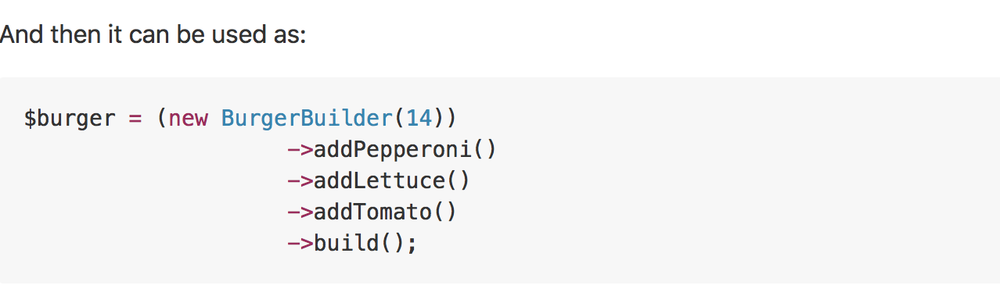 And then it can be used as:
$burger = (new BurgerBuilder(14))
->addPepperoni()
->addLettuce()
->addTomato()
->build();